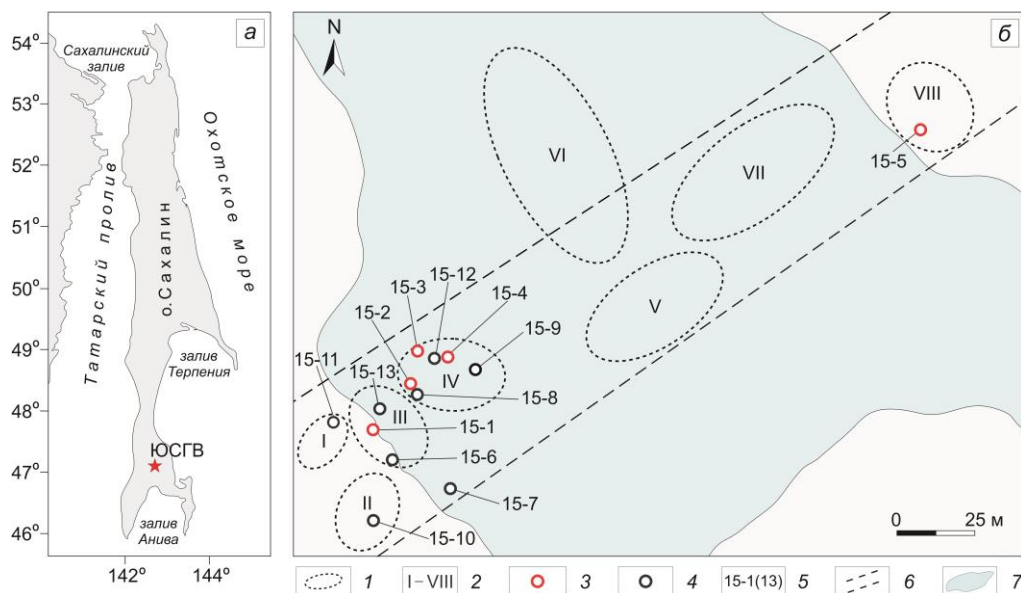 а
54°
53°
52°
51°
50°
49°
48°
47°
46°
142°
144°
Сахалинский
залив
Татарский пролив
о.Сахалин
Охотское море
залив
Терпения
ЮСГВ
залив
Анива
б
N
VIII
15-5
VI
VII
V
15-12
15-3
15-4
15-2
15-9
15-11
15-13
IV
15-8
III
I
15-1
15-6
II
15-7
15-10
0 25 м
1 I–VIII 2 3 4 15-1(13) 5 6 7